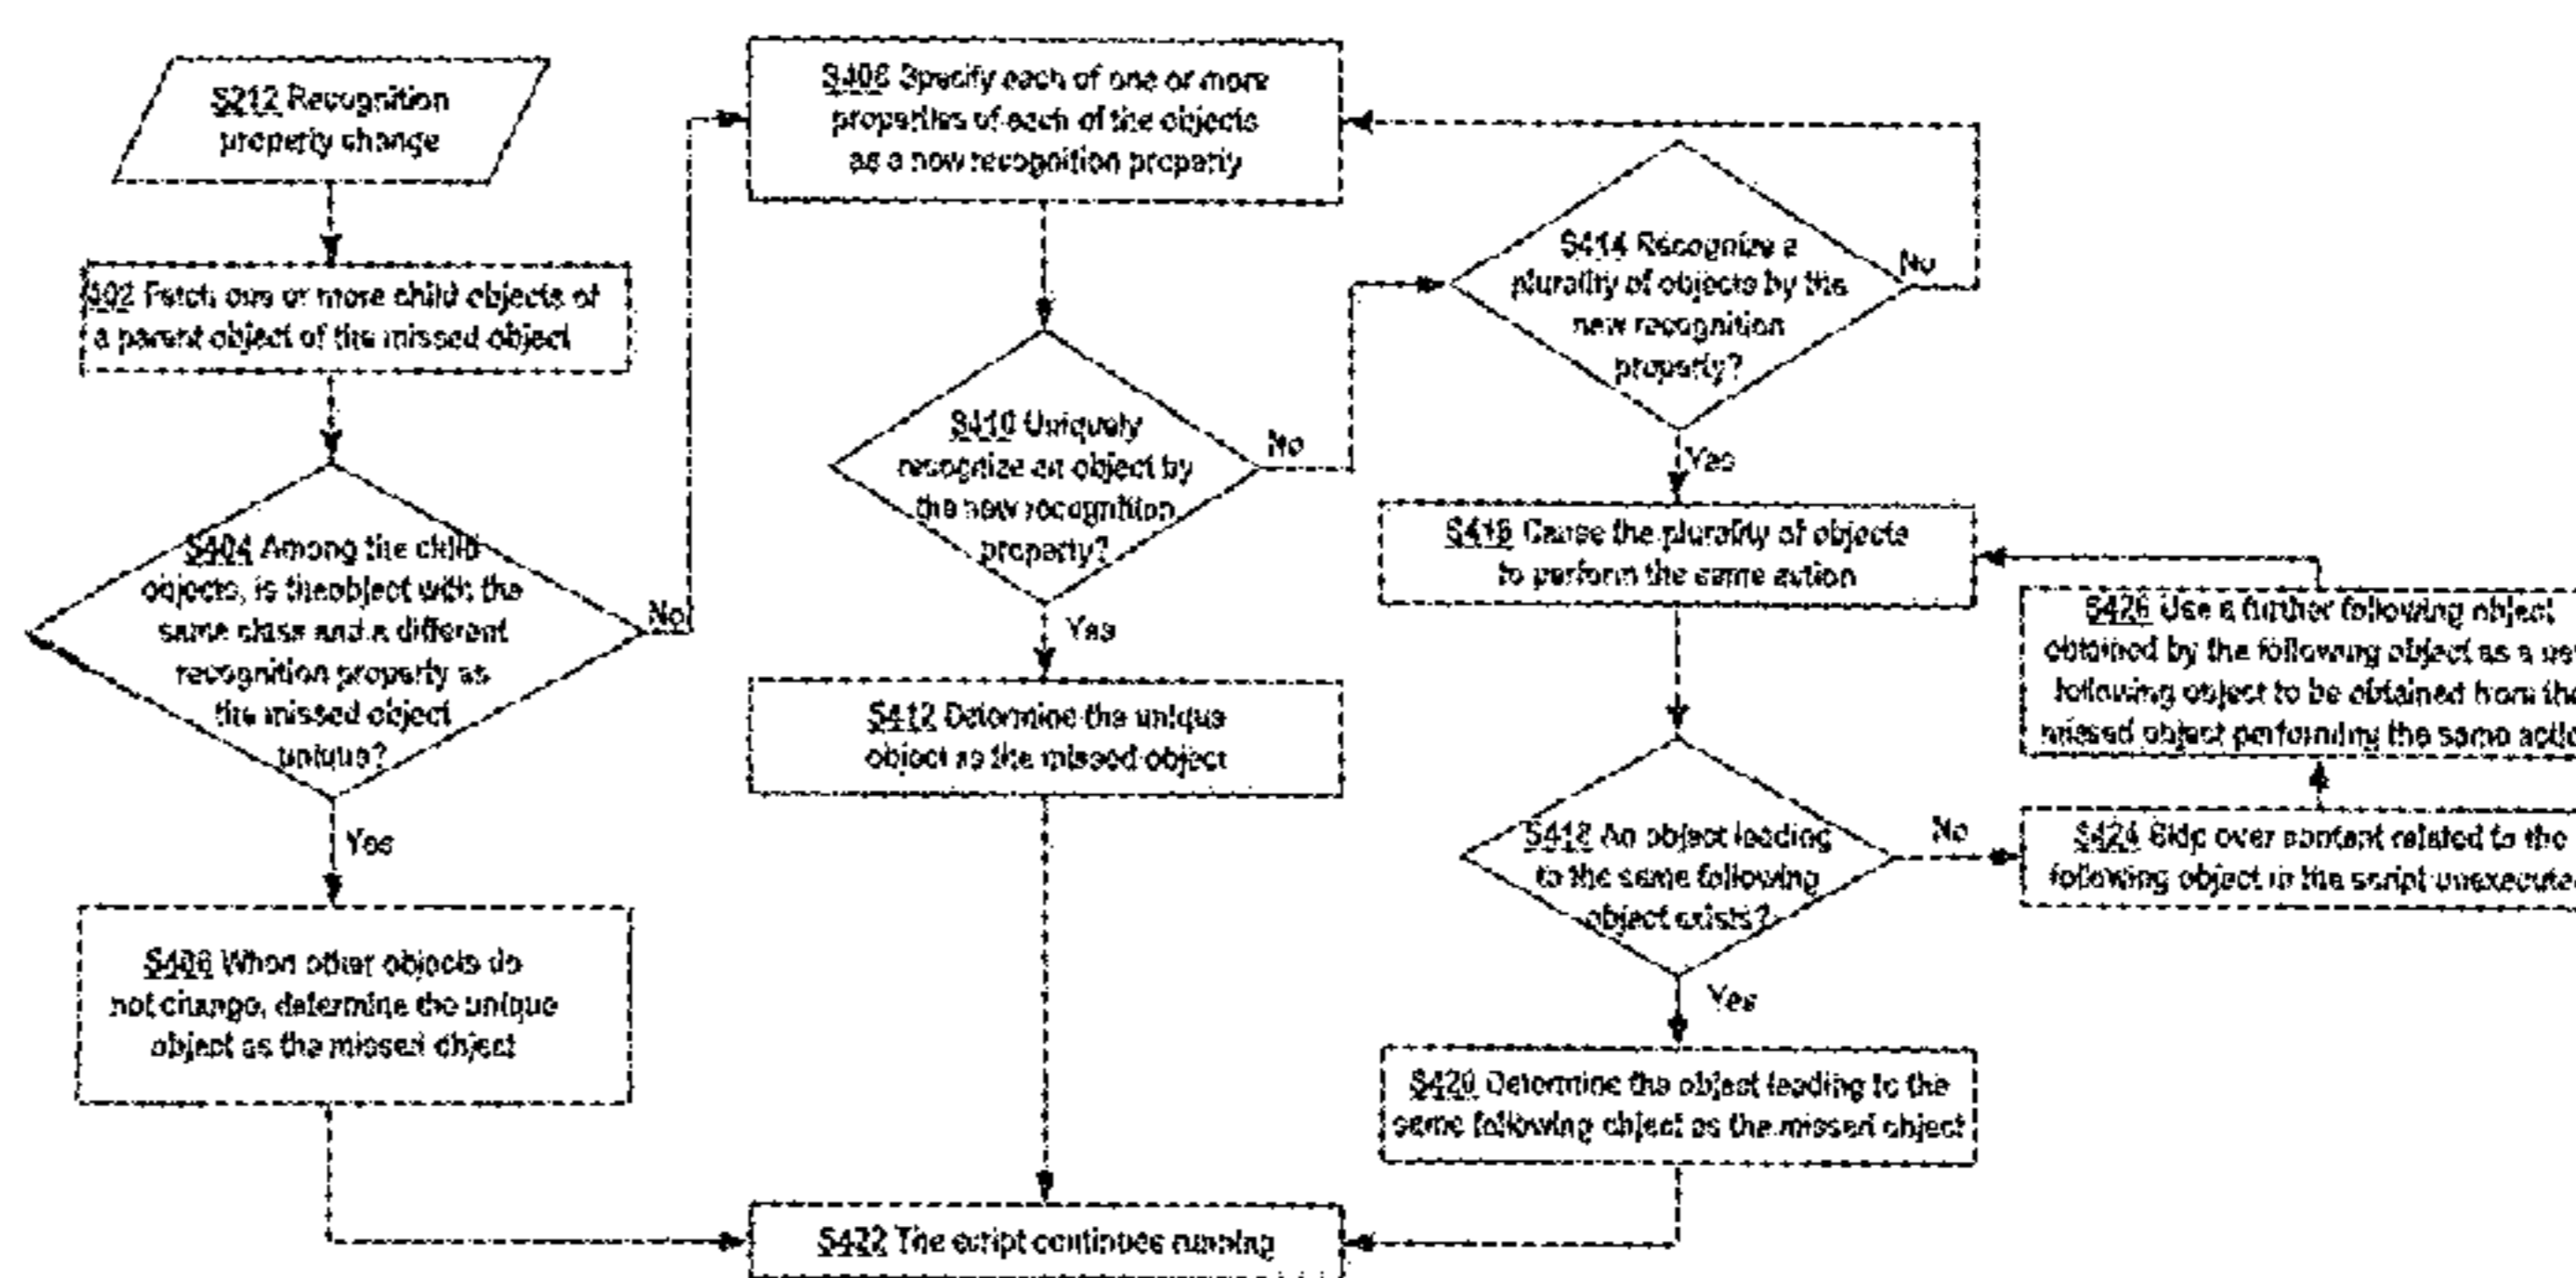 S212 Recognition
property change
402 Fetch one or more child objects of
a parent object of the missed object
S404 Among the child
objects, is theobject with the
same class and a different
recognition property as
the missed object
unique?
No
Yes
S406 When other objects do
not change, determine the unique
object as the missed object
S408 Specify each of one or more
properties of each of the objects
as a new recognition property
S410 Uniquely
recognize an object by
the new recognition
property?
No
Yes
S412 Determine the unique
object as the missed object
S422 The script continues running
S414 Recognize a
plurality of objects by the
new recognition
property?
No
Yes
S416 Cause the plurality of objects
to perform the same action
S418 An object leading
to the same following
object exists?
No
Yes
S420 Determine the object leading to the
same following object as the missed object
S426 Use a further following object
obtained by the following object as a
following object to be obtained from the
missed object performing the same
S424 Skip over content related to the
following object in the script